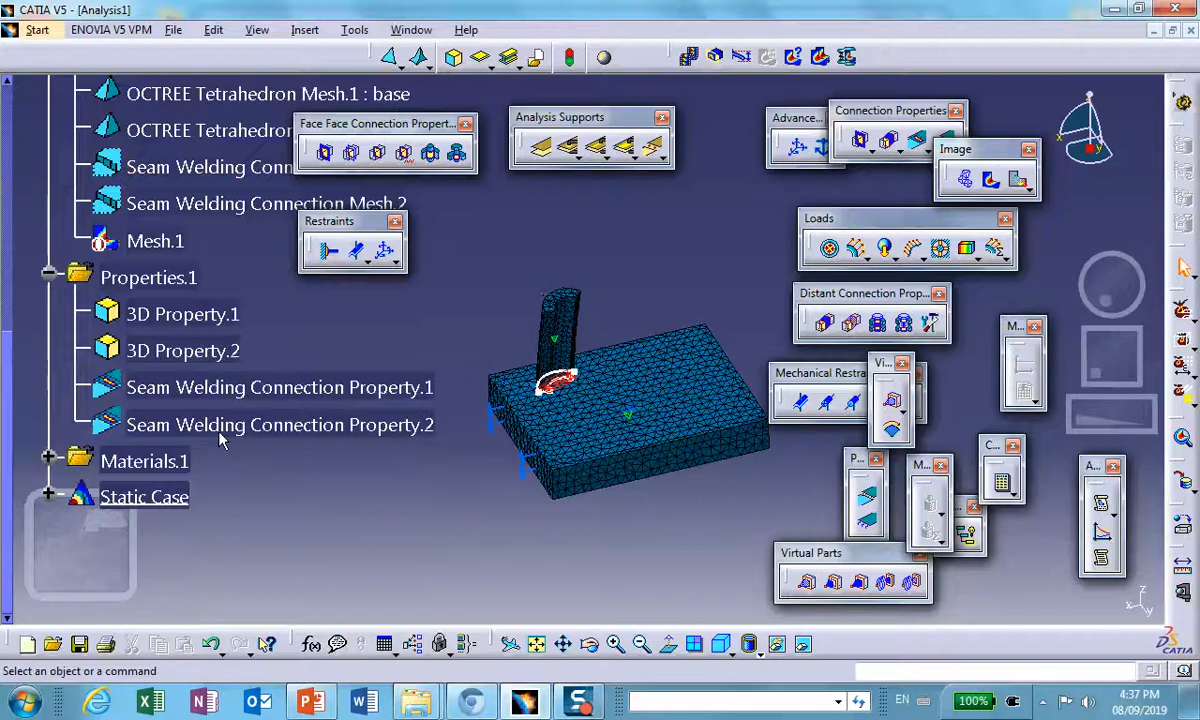 CATIA V5 - [Analysis1]
Start ENOVIA V5 VPM File Edit View Insert Tools Window Help
OCTREE Tetrahedron Mesh.1 : base
OCTREE Tetrahedron
Seam Welding Conn
Seam Welding Connection Mesh.2
Mesh.1
Properties.1
3D Property.1
3D Property.2
Seam Welding Connection Property.1
Seam Welding Connection Property.2
Materials.1
Static Case
Face Face Connection Propert...
Analysis Supports
Advance...
Connection Properties
Image
Restraints
Loads
Distant Connection Prop...
M...
Mechanical Restra
Vi...
P...
M...
C...
A...
Virtual Parts
x
y
z
x
y
f(x)
Select an object or a command
CATIA
EN
100%
4:37 PM
08/09/2019